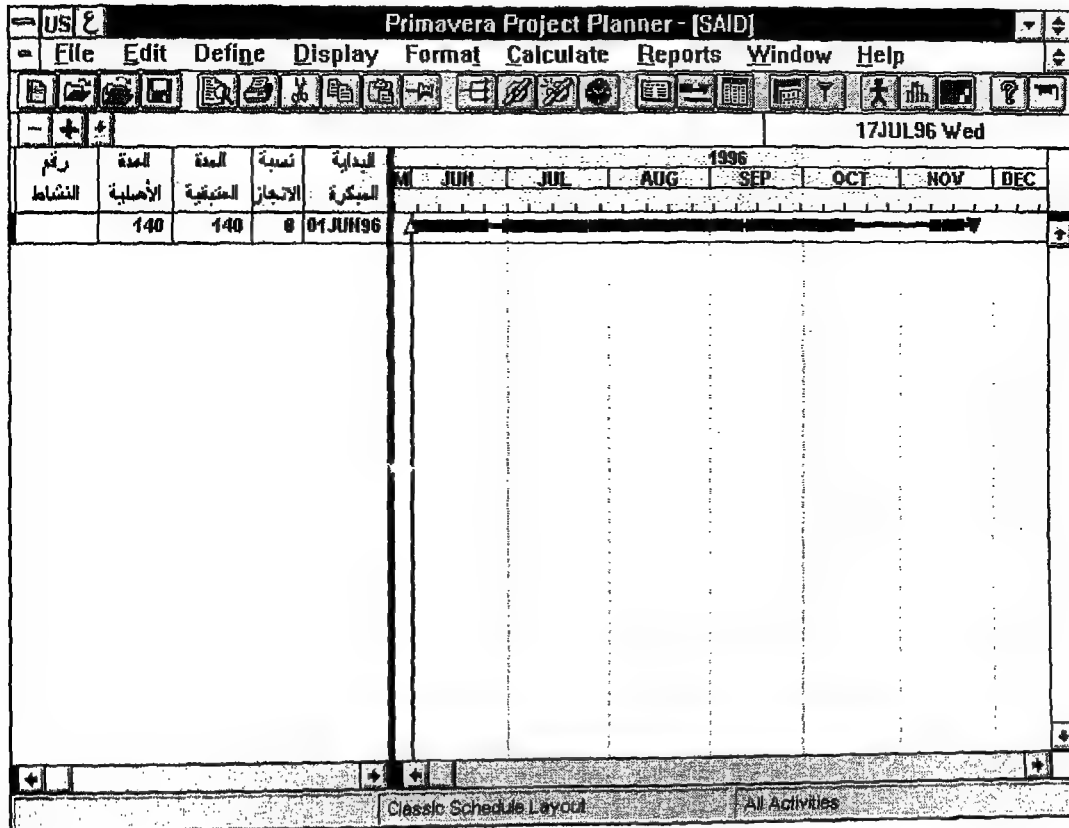 US ع Primavera Project Planner - [SAID]
File Edit Define Display Format Calculate Reports Window Help
17JUL96 Wed
رقم النشاط
المدة الأصلية
المدة المتبقية
نسبة الانجاز
البداية المبكرة
1996
M JUN JUL AUG SEP OCT NOV DEC
140 140 0 01JUN96
Classic Schedule Layout All Activities